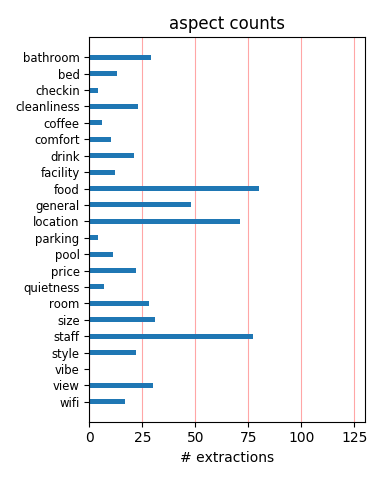 aspect counts
bathroom
bed
checkin
cleanliness
coffee
comfort
drink
facility
food
general
location
parking
pool
price
quietness
room
size
staff
style
vibe
view
wifi
0 25 50 75 100 125
# extractions